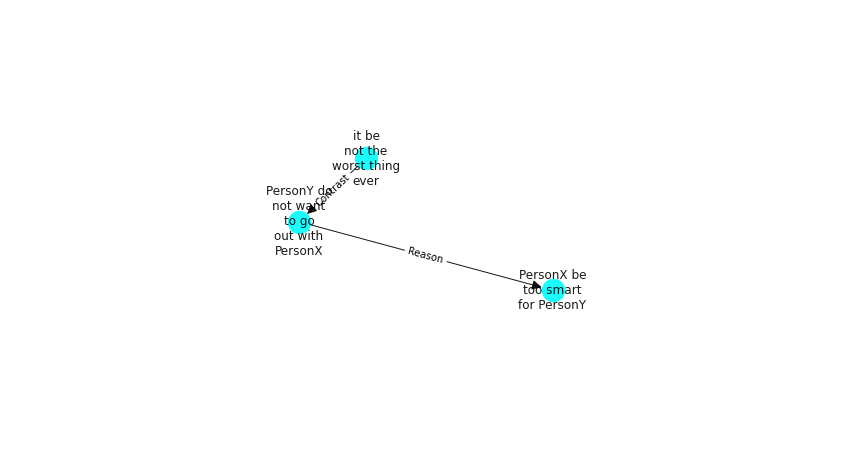 it be
not the
worst thing
ever
Contrast
PersonY do
not want
to go
out with
PersonX
Reason
PersonX be
too smart
for PersonY